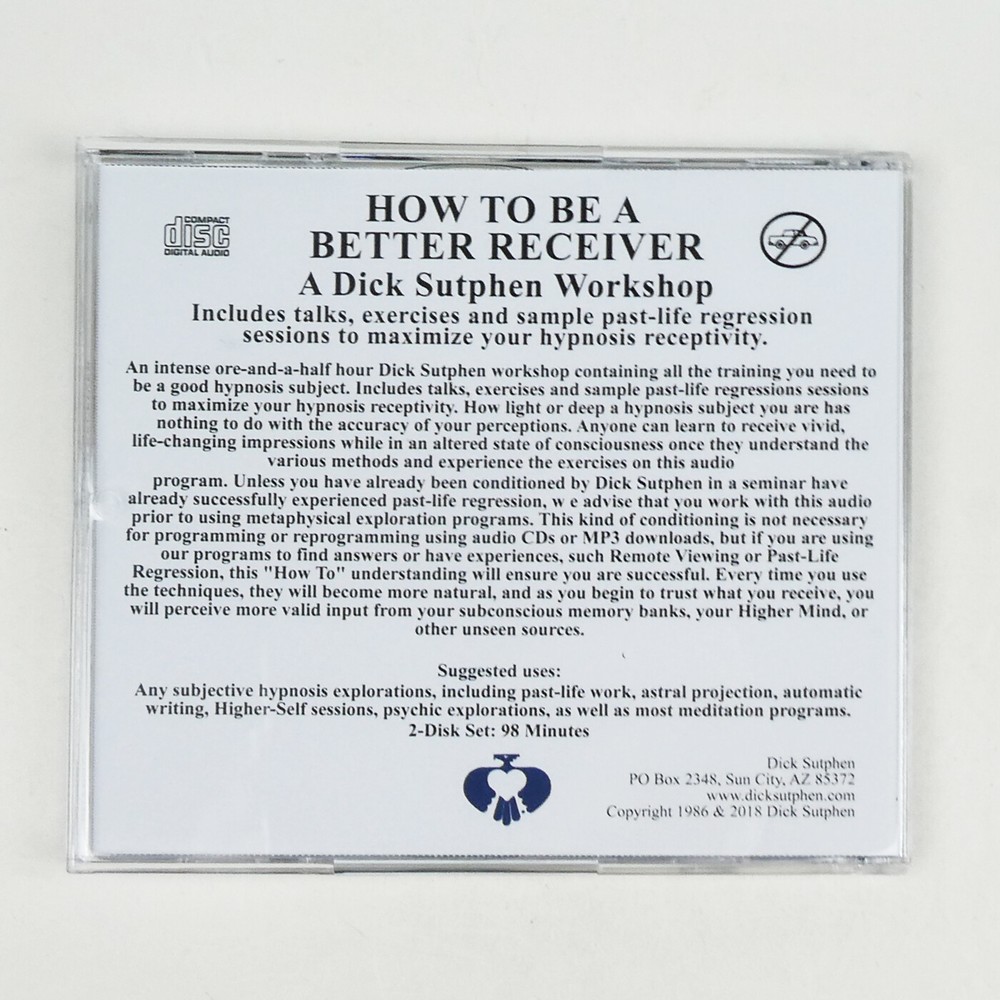 COMPACT
disc
DIGITAL AUDIO
HOW TO BE A
BETTER RECEIVER
A Dick Sutphen Workshop
Includes talks, exercises and sample past-life regression
sessions to maximize your hypnosis receptivity.
An intense ore-and-a-half hour Dick Sutphen workshop containing all the training you need to
be a good hypnosis subject. Includes talks, exercises and sample past-life regressions sessions
to maximize your hypnosis receptivity. How light or deep a hypnosis subject you are has
nothing to do with the accuracy of your perceptions. Anyone can learn to receive vivid,
life-changing impressions while in an altered state of consciousness once they understand the
various methods and experience the exercises on this audio
program. Unless you have already been conditioned by Dick Sutphen in a seminar have
already successfully experienced past-life regression, w e advise that you work with this audio
prior to using metaphysical exploration programs. This kind of conditioning is not necessary
for programming or reprogramming using audio CDs or MP3 downloads, but if you are using
our programs to find answers or have experiences, such Remote Viewing or Past-Life
Regression, this "How To" understanding will ensure you are successful. Every time you use
the techniques, they will become more natural, and as you begin to trust what you receive, you
will perceive more valid input from your subconscious memory banks, your Higher Mind, or
other unseen sources.
Suggested uses:
Any subjective hypnosis explorations, including past-life work, astral projection, automatic
writing, Higher-Self sessions, psychic explorations, as well as most meditation programs.
2-Disk Set: 98 Minutes
Dick Sutphen
PO Box 2348, Sun City, AZ 85372
www.dicksutphen.com
Copyright 1986 & 2018 Dick Sutphen